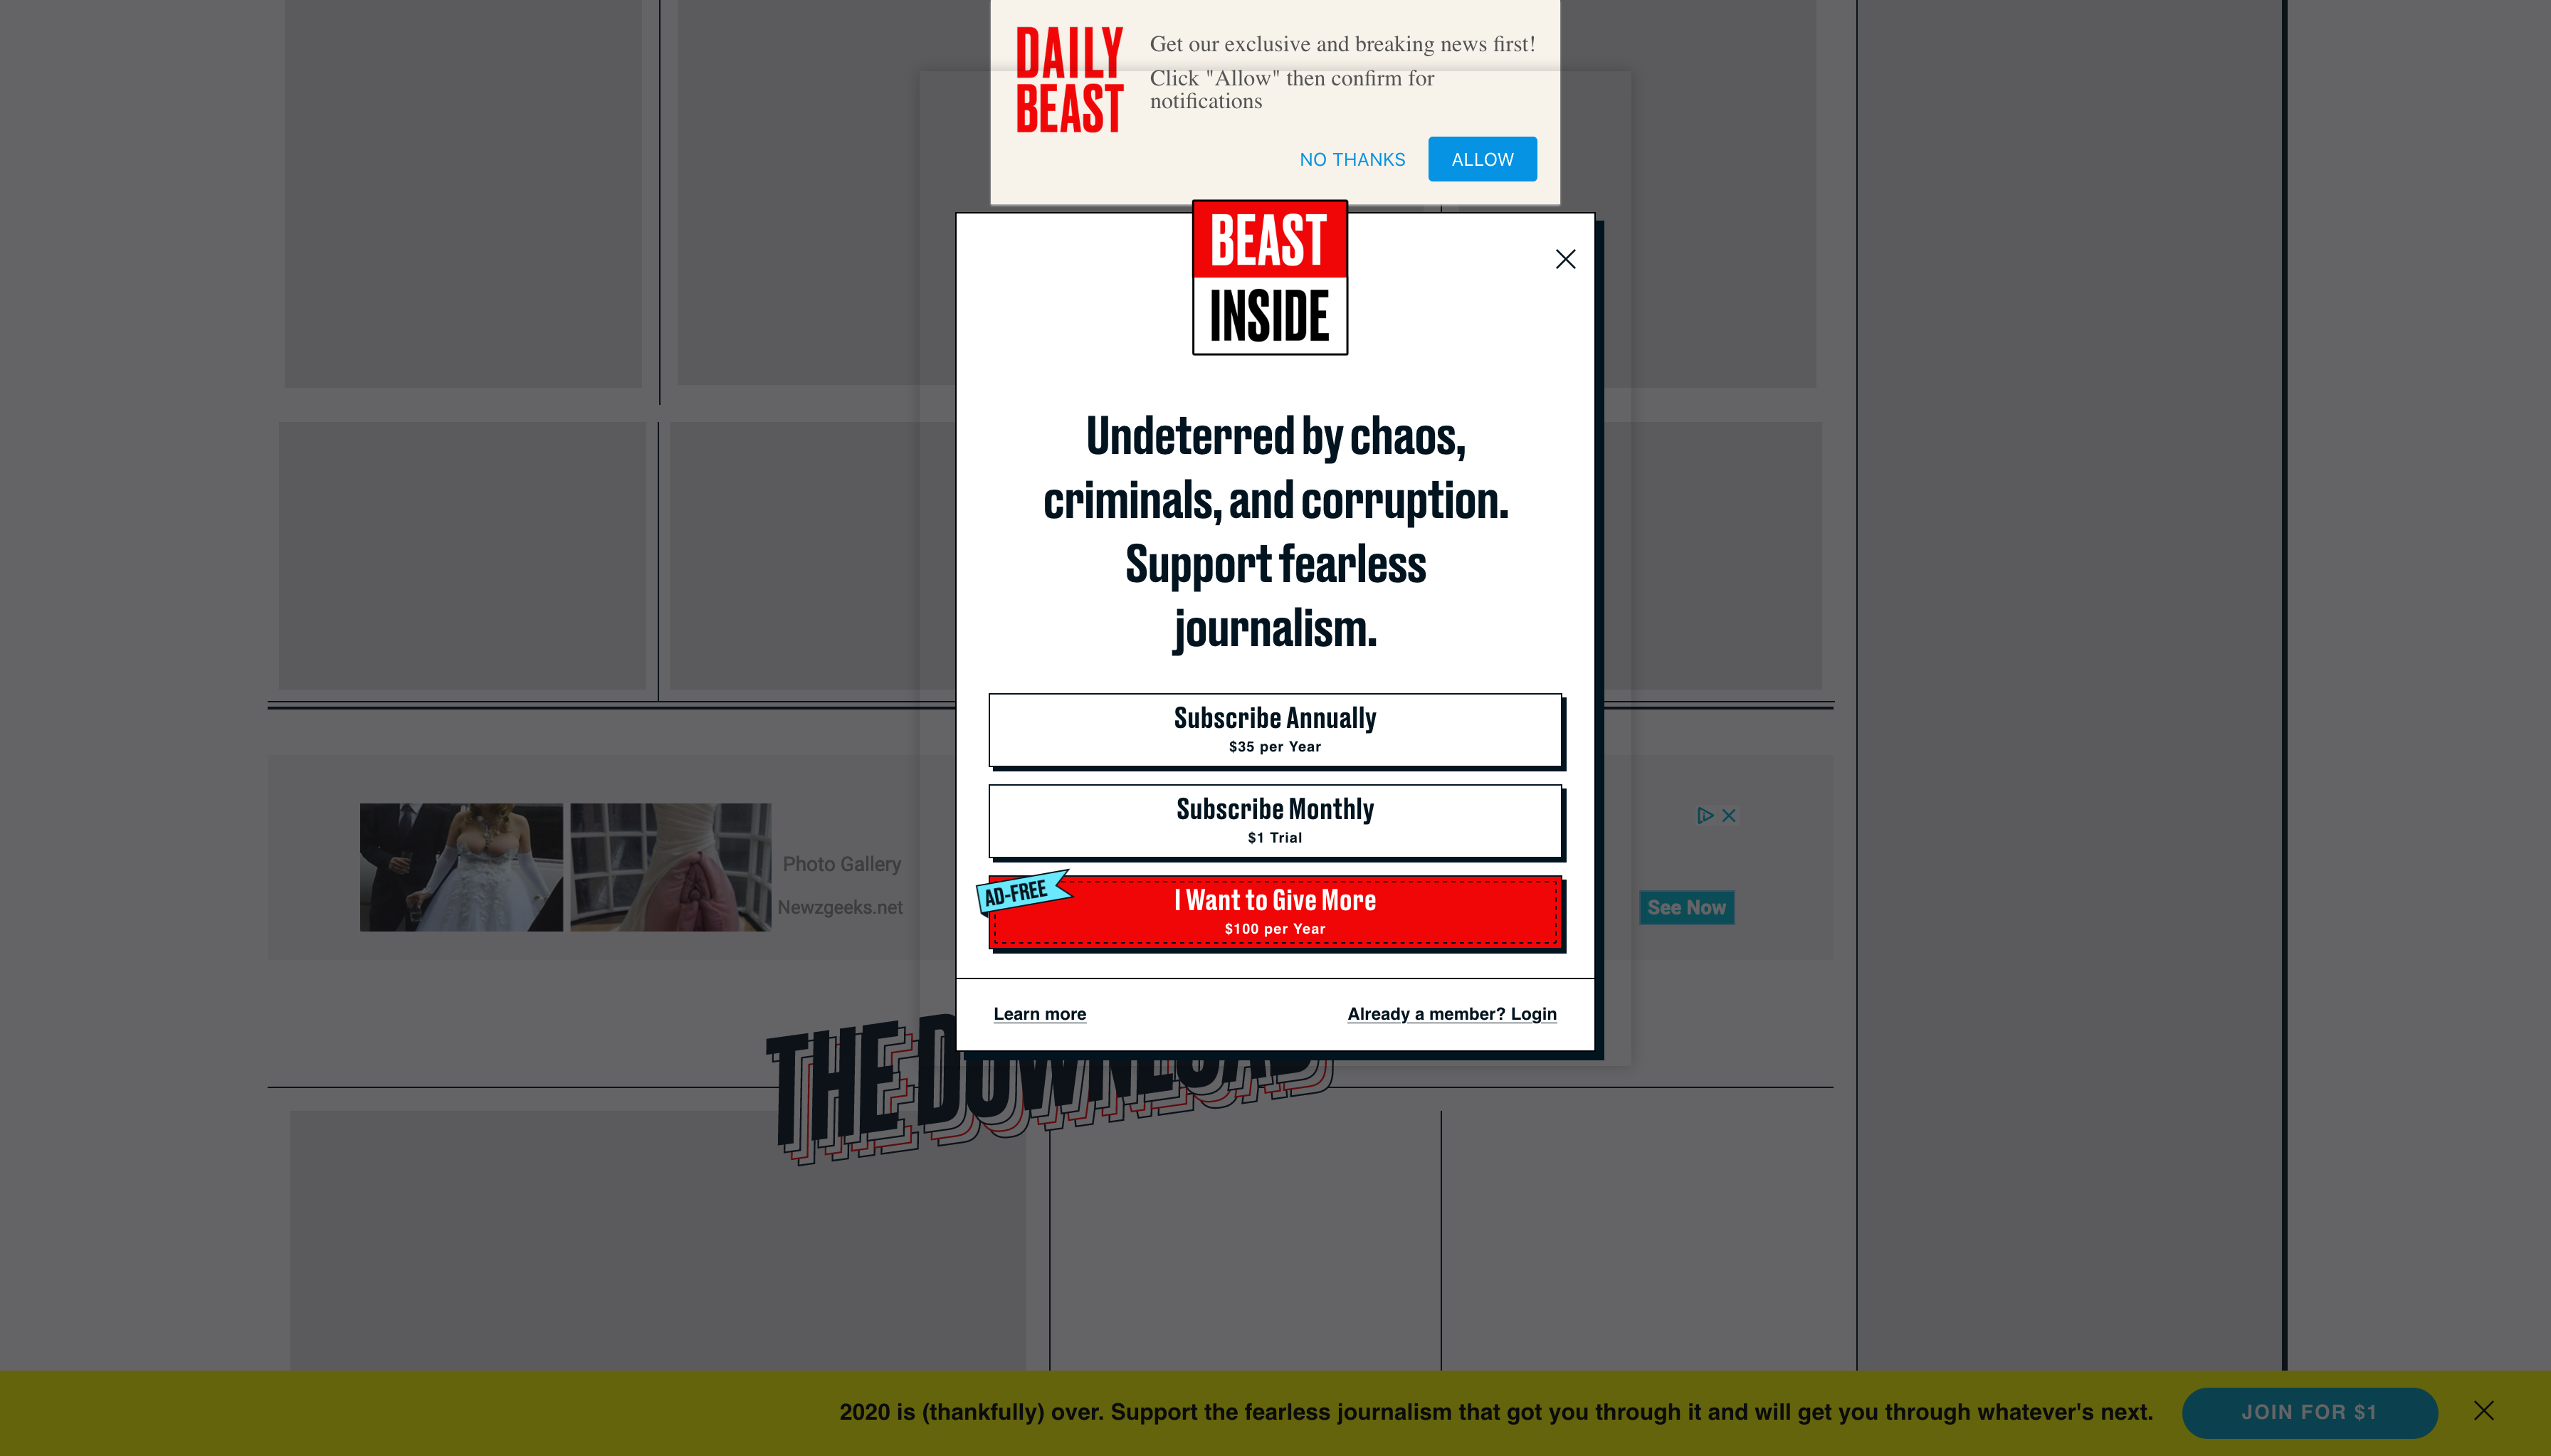 DAILY
BEAST
Get our exclusive and breaking news first!
Click "Allow" then confirm for
notifications
NO THANKS
ALLOW
BEAST
INSIDE
Undeterred by chaos,
criminals, and corruption.
Support fearless
journalism.
Subscribe Annually
$35 per Year
Subscribe Monthly
$1 Trial
AD-FREE
I Want to Give More
$100 per Year
Learn more
Already a member? Login
Photo Gallery
Newzgeeks.net
See Now
THE DOWNLOAD
2020 is (thankfully) over. Support the fearless journalism that got you through it and will get you through whatever's next.
JOIN FOR $1